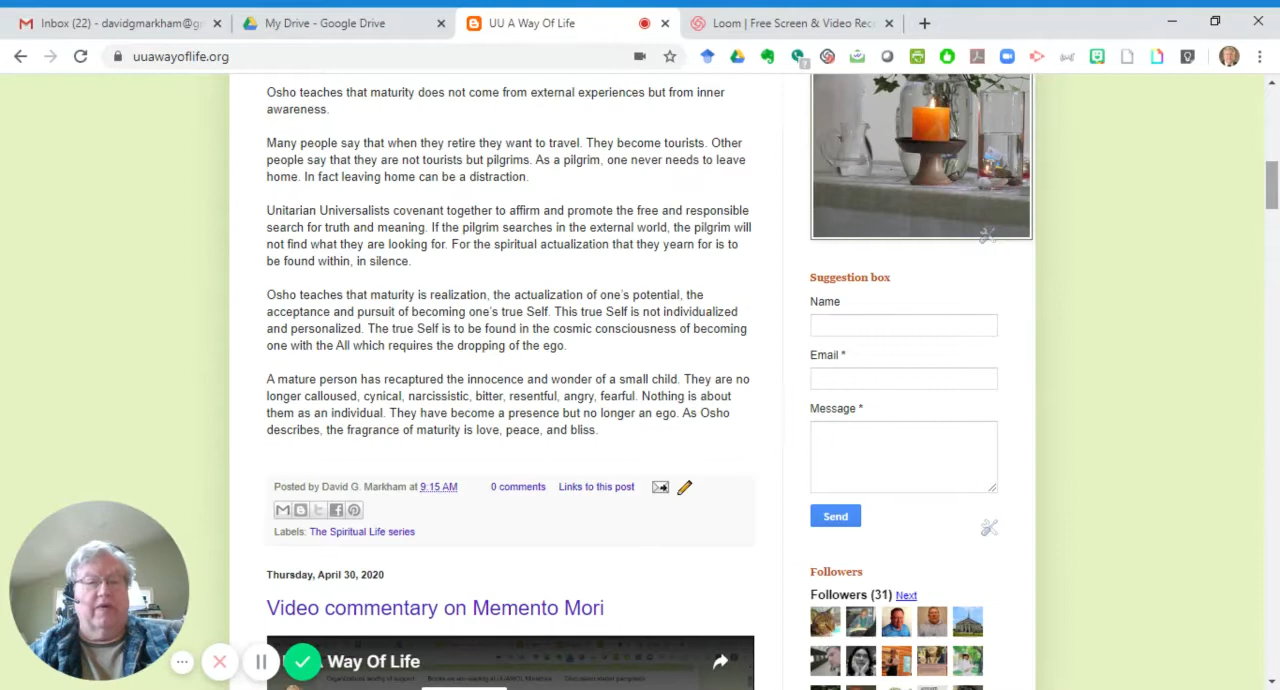 Inbox (22) - davidgmarkham@g
My Drive - Google Drive
UU A Way Of Life
Loom | Free Screen & Video Rec
uuawayoflife.org
Osho teaches that maturity does not come from external experiences but from inner
awareness.
Many people say that when they retire they want to travel. They become tourists. Other
people say that they are not tourists but pilgrims. As a pilgrim, one never needs to leave
home. In fact leaving home can be a distraction.
Unitarian Universalists covenant together to affirm and promote the free and responsible
search for truth and meaning. If the pilgrim searches in the external world, the pilgrim will
not find what they are looking for. For the spiritual actualization that they yearn for is to
be found within, in silence.
Osho teaches that maturity is realization, the actualization of one's potential, the
acceptance and pursuit of becoming one's true Self. This true Self is not individualized
and personalized. The true Self is to be found in the cosmic consciousness of becoming
one with the All which requires the dropping of the ego.
A mature person has recaptured the innocence and wonder of a small child. They are no
longer calloused, cynical, narcissistic, bitter, resentful, angry, fearful. Nothing is about
them as an individual. They have become a presence but no longer an ego. As Osho
describes, the fragrance of maturity is love, peace, and bliss.
Posted by David G. Markham at 9:15 AM 0 comments Links to this post
Labels: The Spiritual Life series
Thursday, April 30, 2020
Video commentary on Memento Mori
A Way Of Life
Suggestion box
Name
Email *
Message *
Send
Followers
Followers (31) Next